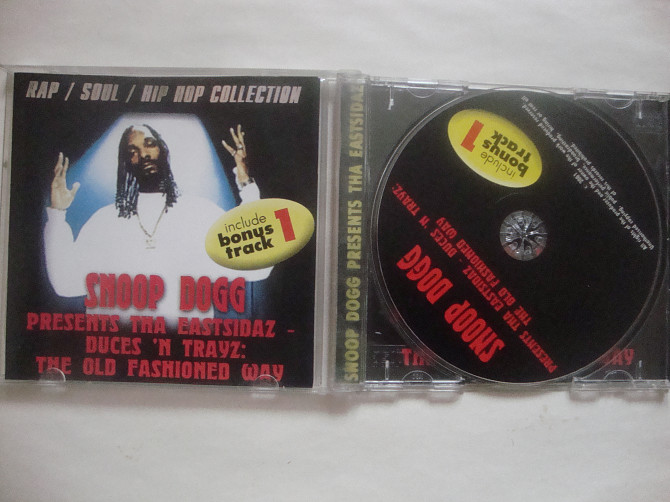 RAP / SOUL / HIP HOP COLLECTION
include
bonus 1
track
SNOOP DOGG
PRESENTS THA EASTSIDAZ -
DUCES 'N TRAYZ:
THE OLD FASHIONED WAY
SNOOP DOGG PRESENTS THA EASTSIDAZ
include
bonus 1
track
SNOOP DOGG
PRESENTS THA EASTSIDAZ - DUCES 'N TRAYZ:
THE OLD FASHIONED WAY
WAY